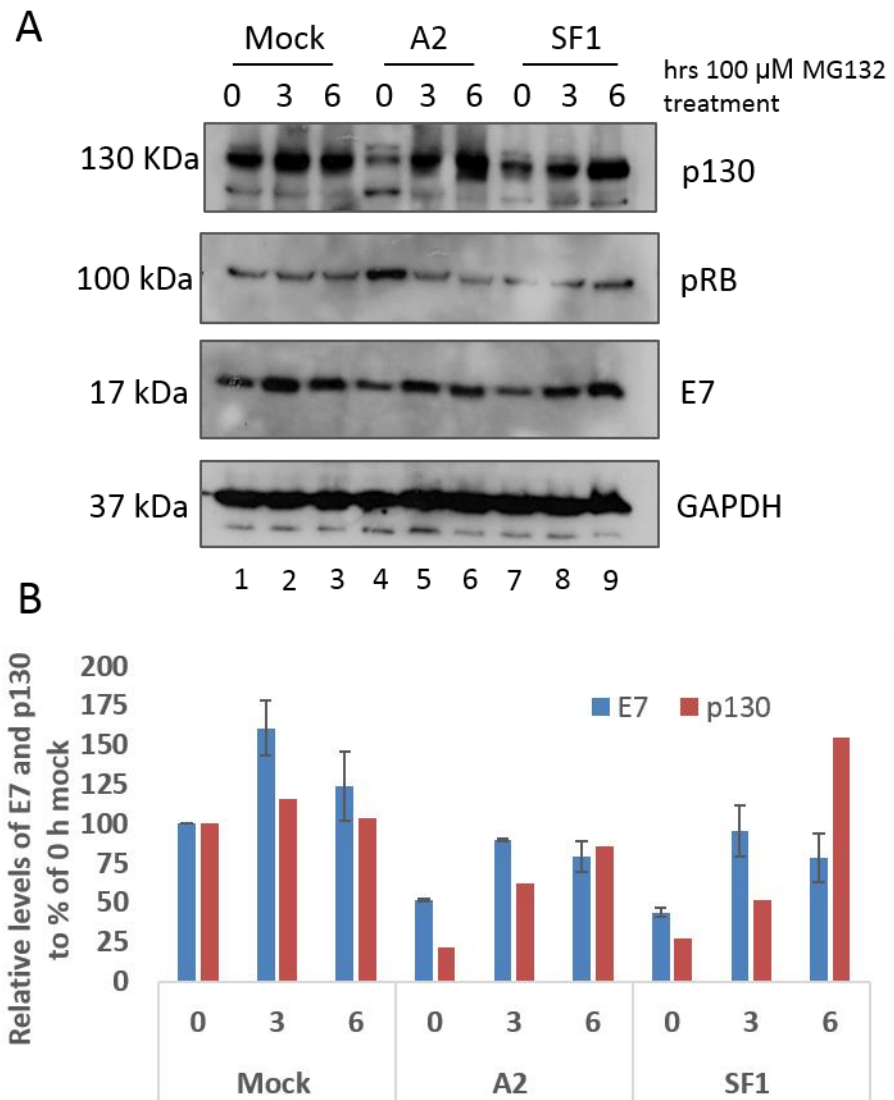 A
Mock A2 SF1
0 3 6 0 3 6 0 3 6 hrs 100 µM MG132
treatment
130 KDa p130
100 kDa pRB
17 kDa E7
37 kDa GAPDH
1 2 3 4 5 6 7 8 9
B
Relative levels of E7 and p130
to % of 0 h mock
200
175
150
125
100
75
50
25
0
E7 p130
0 3 6 0 3 6 0 3 6
Mock A2 SF1